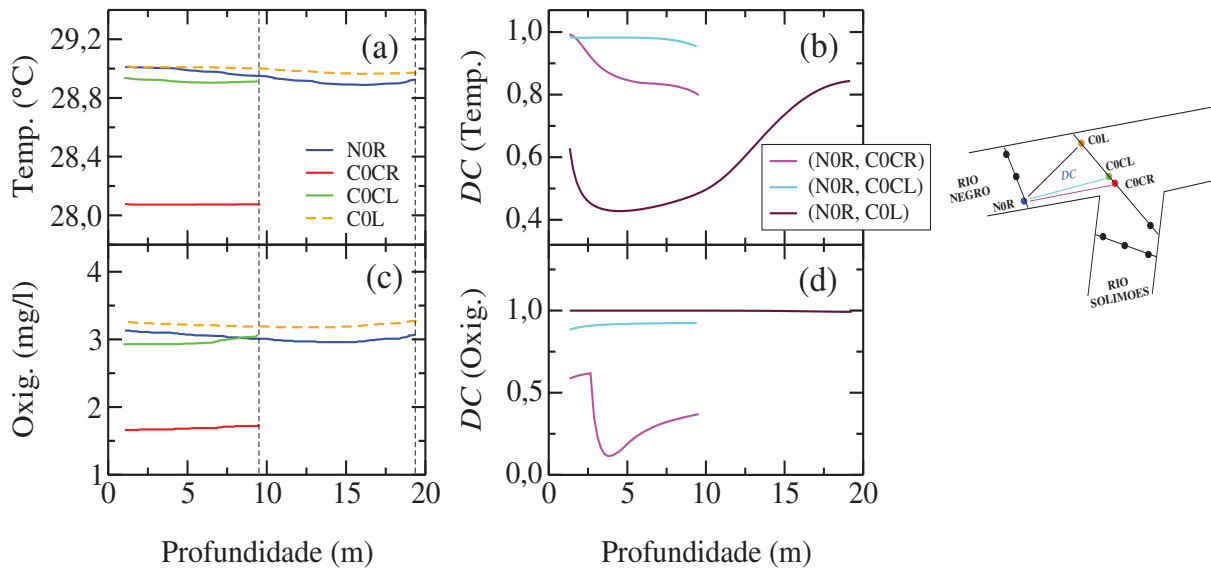 (a)
Temp. (°C)
29,2
28,8
28,4
28,0
N0R
C0CR
C0CL
C0L
(b)
DC (Temp.)
1,0
0,8
0,6
0,4
(N0R, C0CR)
(N0R, C0CL)
(N0R, C0L)
(c)
Oxig. (mg/l)
4
3
2
1
0 5 10 15 20
Profundidade (m)
(d)
DC (Oxig.)
1,0
0,5
0,0
0 5 10 15 20
Profundidade (m)
C0L
C0CL
C0CR
DC
RIO
NEGRO
N0R
RIO
SOLIMOES